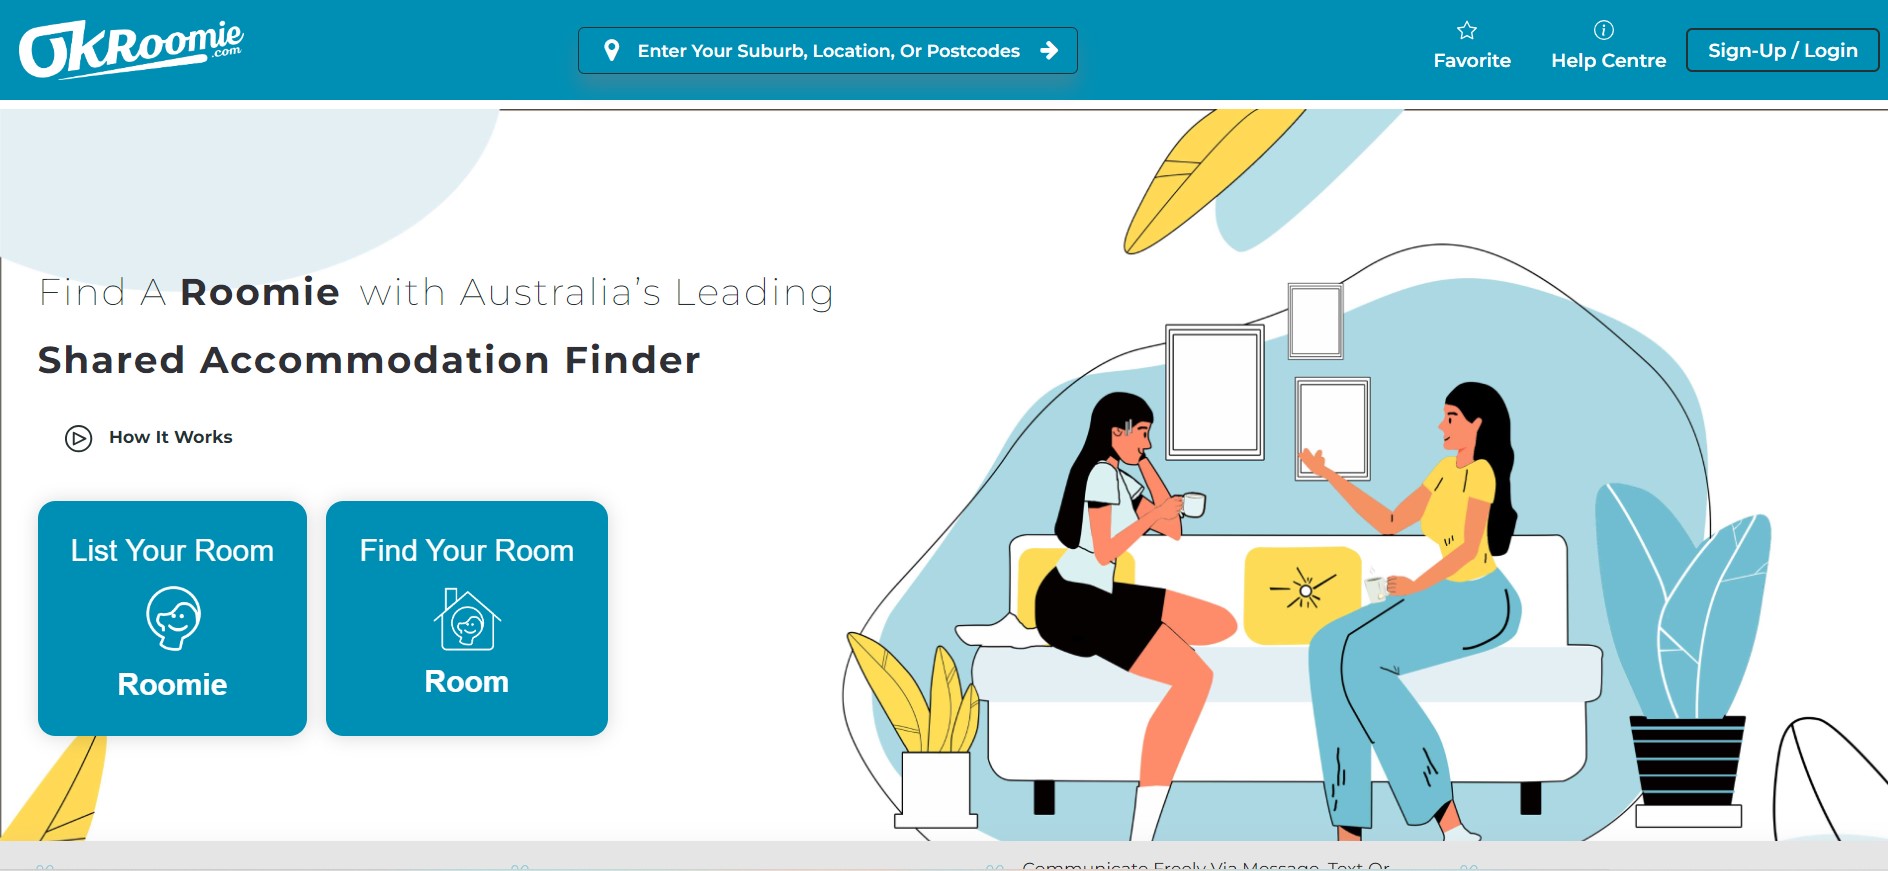 OkRoomie
.com
Enter Your Suburb, Location, Or Postcodes
Favorite
Help Centre
Sign-Up / Login
Find A Roomie with Australia's Leading
Shared Accommodation Finder
How It Works
List Your Room
Roomie
Find Your Room
Room
Communicate Freely Via Message, Text Or